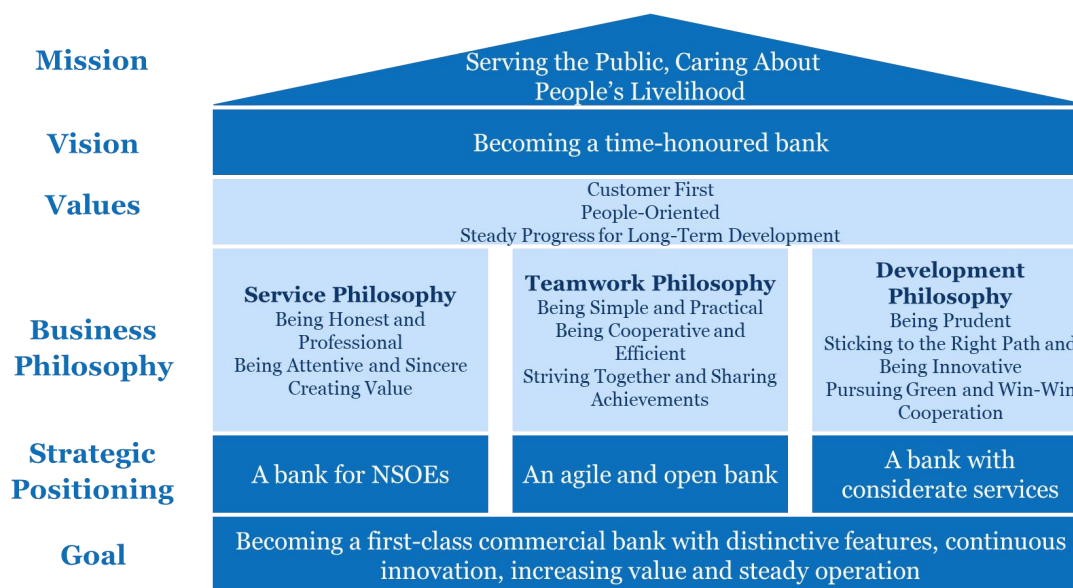 Mission
Serving the Public, Caring About
People's Livelihood
Vision
Becoming a time-honoured bank
Values
Customer First
People-Oriented
Steady Progress for Long-Term Development
Business
Philosophy
Service Philosophy
Being Honest and
Professional
Being Attentive and Sincere
Creating Value
Teamwork Philosophy
Being Simple and Practical
Being Cooperative and
Efficient
Striving Together and Sharing
Achievements
Development
Philosophy
Being Prudent
Sticking to the Right Path and
Being Innovative
Pursuing Green and Win-Win
Cooperation
Strategic
Positioning
A bank for NSOEs
An agile and open bank
A bank with
considerate services
Goal
Becoming a first-class commercial bank with distinctive features, continuous
innovation, increasing value and steady operation